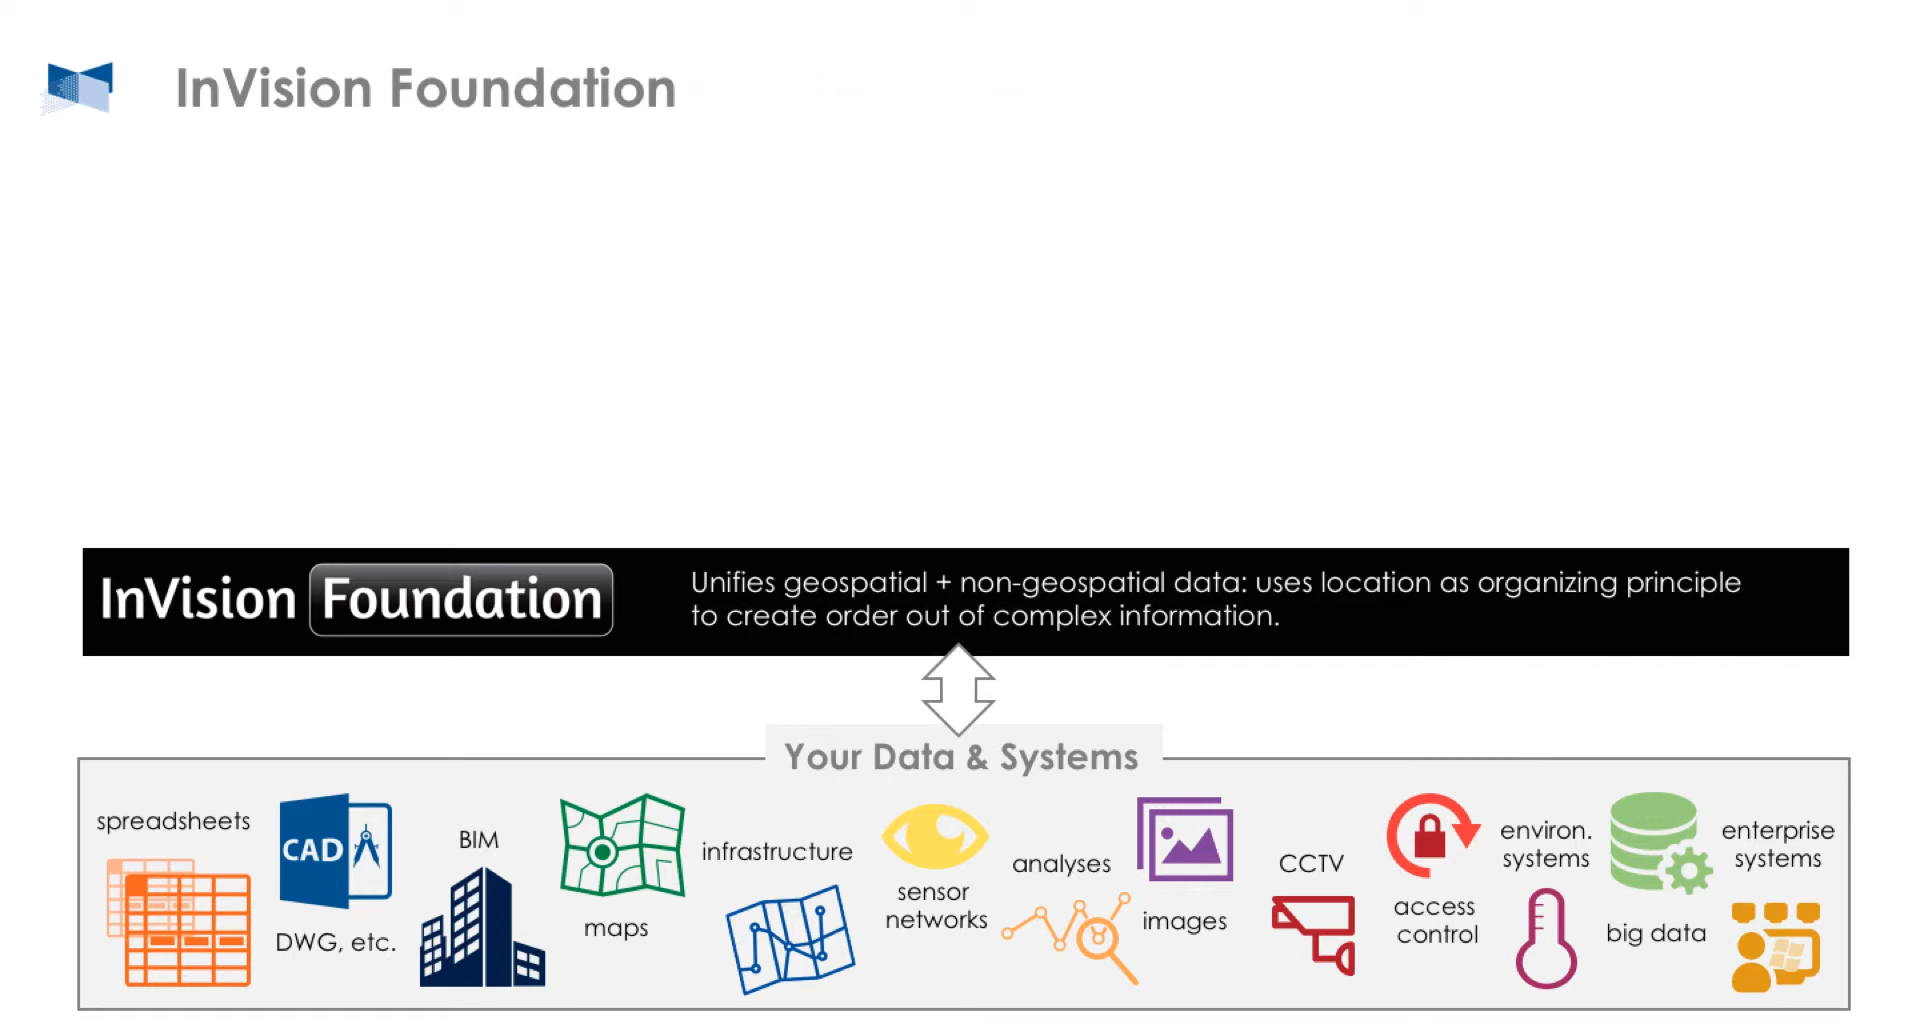 InVision Foundation
InVision Foundation
Unifies geospatial + non-geospatial data: uses location as organizing principle
to create order out of complex information.
Your Data & Systems
spreadsheets
CAD
DWG, etc.
BIM
maps
infrastructure
sensor
networks
analyses
images
CCTV
access
control
environ.
systems
big data
enterprise
systems